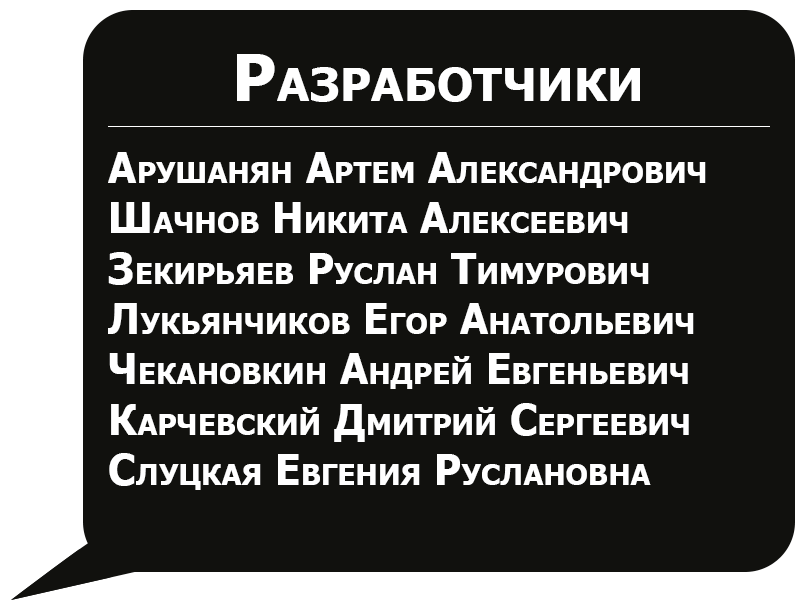 Разработчики
Арушанян Артем Александрович
Шачнов Никита Алексеевич
Зекирьяев Руслан Тимурович
Лукьянчиков Егор Анатольевич
Чекановкин Андрей Евгеньевич
Карчевский Дмитрий Сергеевич
Слуцкая Евгения Руслановна